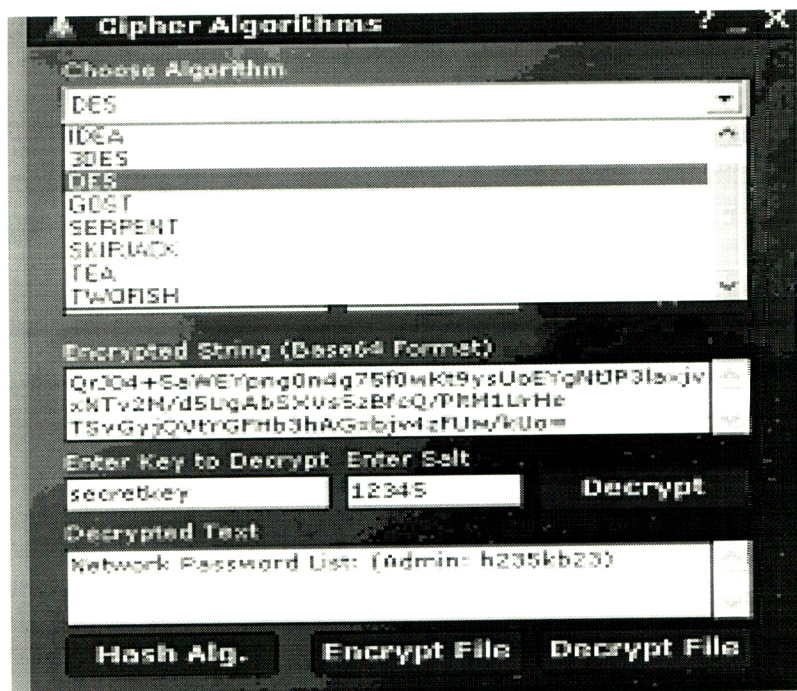 Cipher Algorithms ? _ X
Choose Algorithm
DES
IDEA
3DES
DES
GOST
SERPENT
SKIPJACK
TEA
TWOFISH
Encrypted String (Base64 Format)
Enter Key to Decrypt Enter Salt
secretkey 12345 Decrypt
Decrypted Text
Network Password List: (Admin: h235kb23)
Hash Alg. Encrypt File Decrypt File